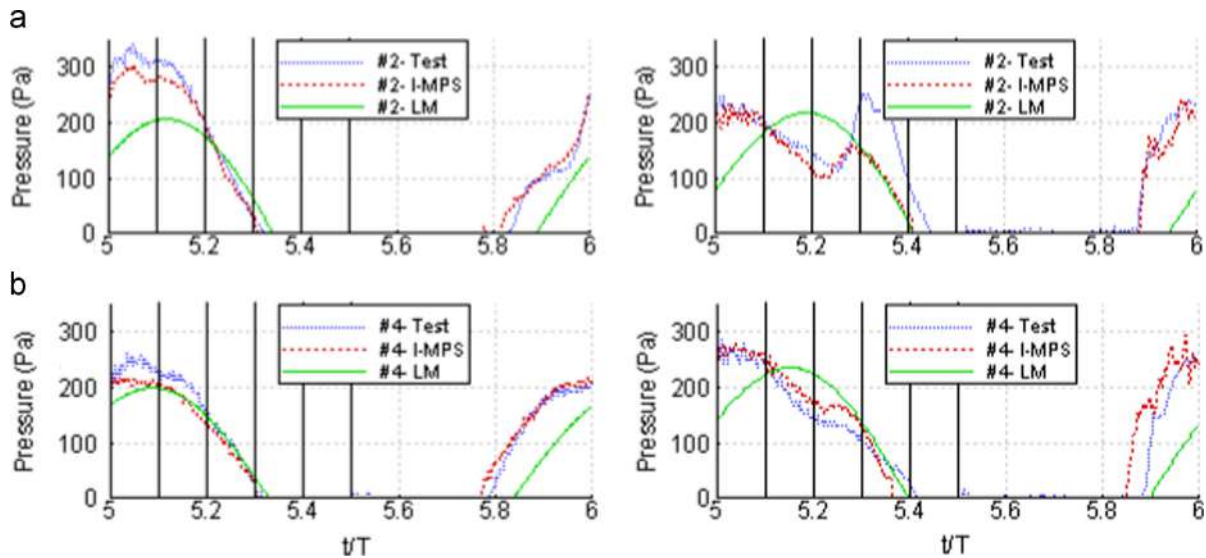 a
Pressure (Pa)
300
200
100
0
#2- Test
#2- I-MPS
#2- LM
5
5.2
5.4
5.6
5.8
6
Pressure (Pa)
300
200
100
0
#2- Test
#2- I-MPS
#2- LM
5
5.2
5.4
5.6
5.8
6
b
Pressure (Pa)
300
200
100
0
#4- Test
#4- I-MPS
#4- LM
5
5.2
5.4
5.6
5.8
6
t/T
Pressure (Pa)
300
200
100
0
#4- Test
#4- I-MPS
#4- LM
5
5.2
5.4
5.6
5.8
6
t/T